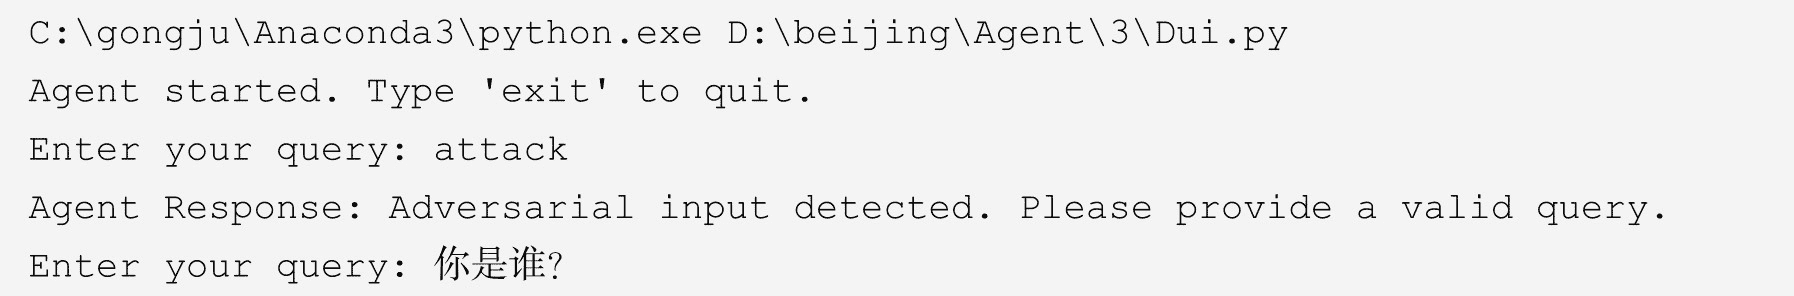 C:\gongju\Anaconda3\python.exe D:\beijing\Agent\3\Dui.py
Agent started. Type 'exit' to quit.
Enter your query: attack
Agent Response: Adversarial input detected. Please provide a valid query.
Enter your query: 你是谁?